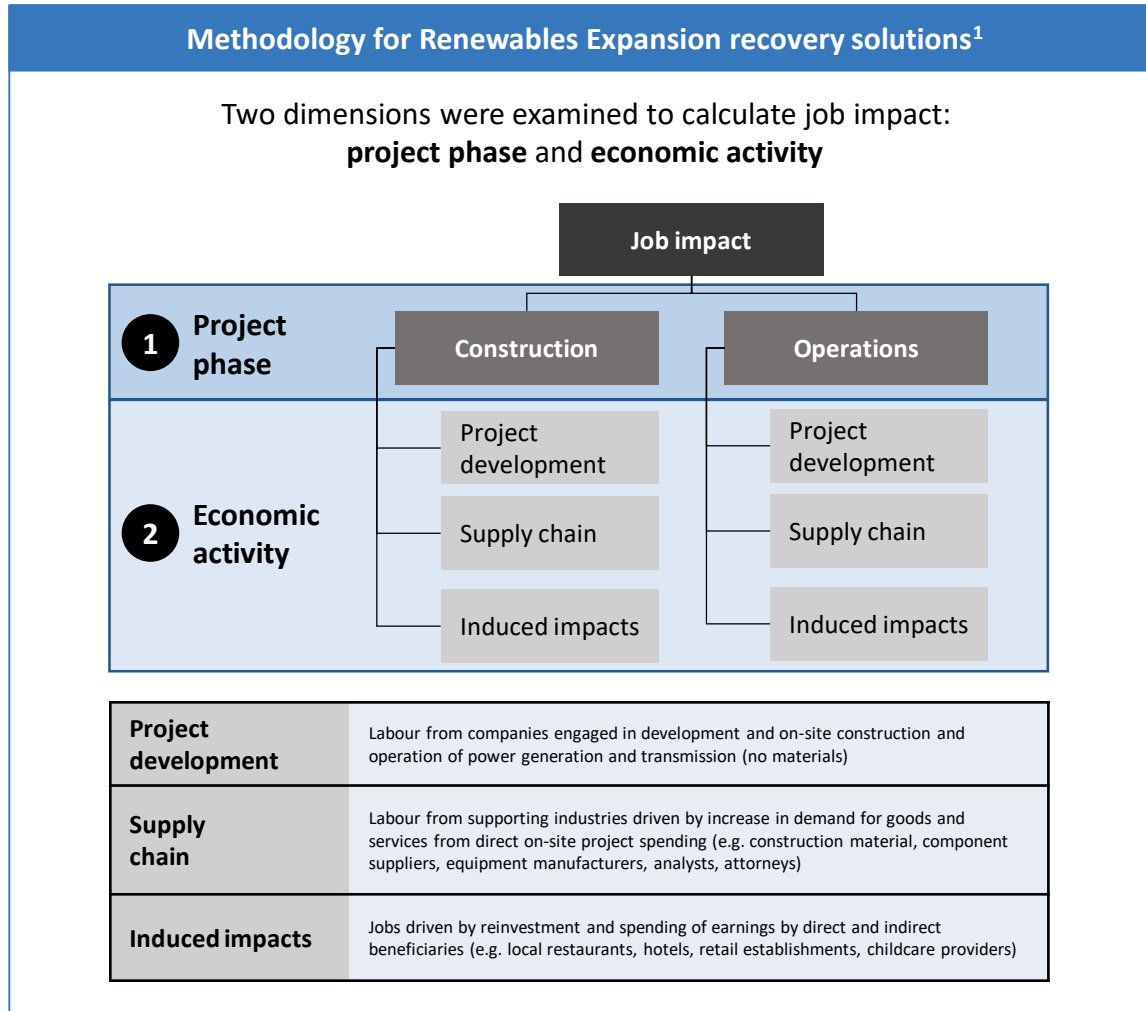 Methodology for Renewables Expansion recovery solutions1
Two dimensions were examined to calculate job impact:
project phase and economic activity
Job impact
1
Project
phase
Construction
Operations
2
Economic
activity
Project
development
Supply chain
Induced impacts
Project
development
Supply chain
Induced impacts
Project
development
Labour from companies engaged in development and on-site construction and
operation of power generation and transmission (no materials)
Supply
chain
Labour from supporting industries driven by increase in demand for goods and
services from direct on-site project spending (e.g. construction material, component
suppliers, equipment manufacturers, analysts, attorneys)
Induced impacts
Jobs driven by reinvestment and spending of earnings by direct and indirect
beneficiaries (e.g. local restaurants, hotels, retail establishments, childcare providers)